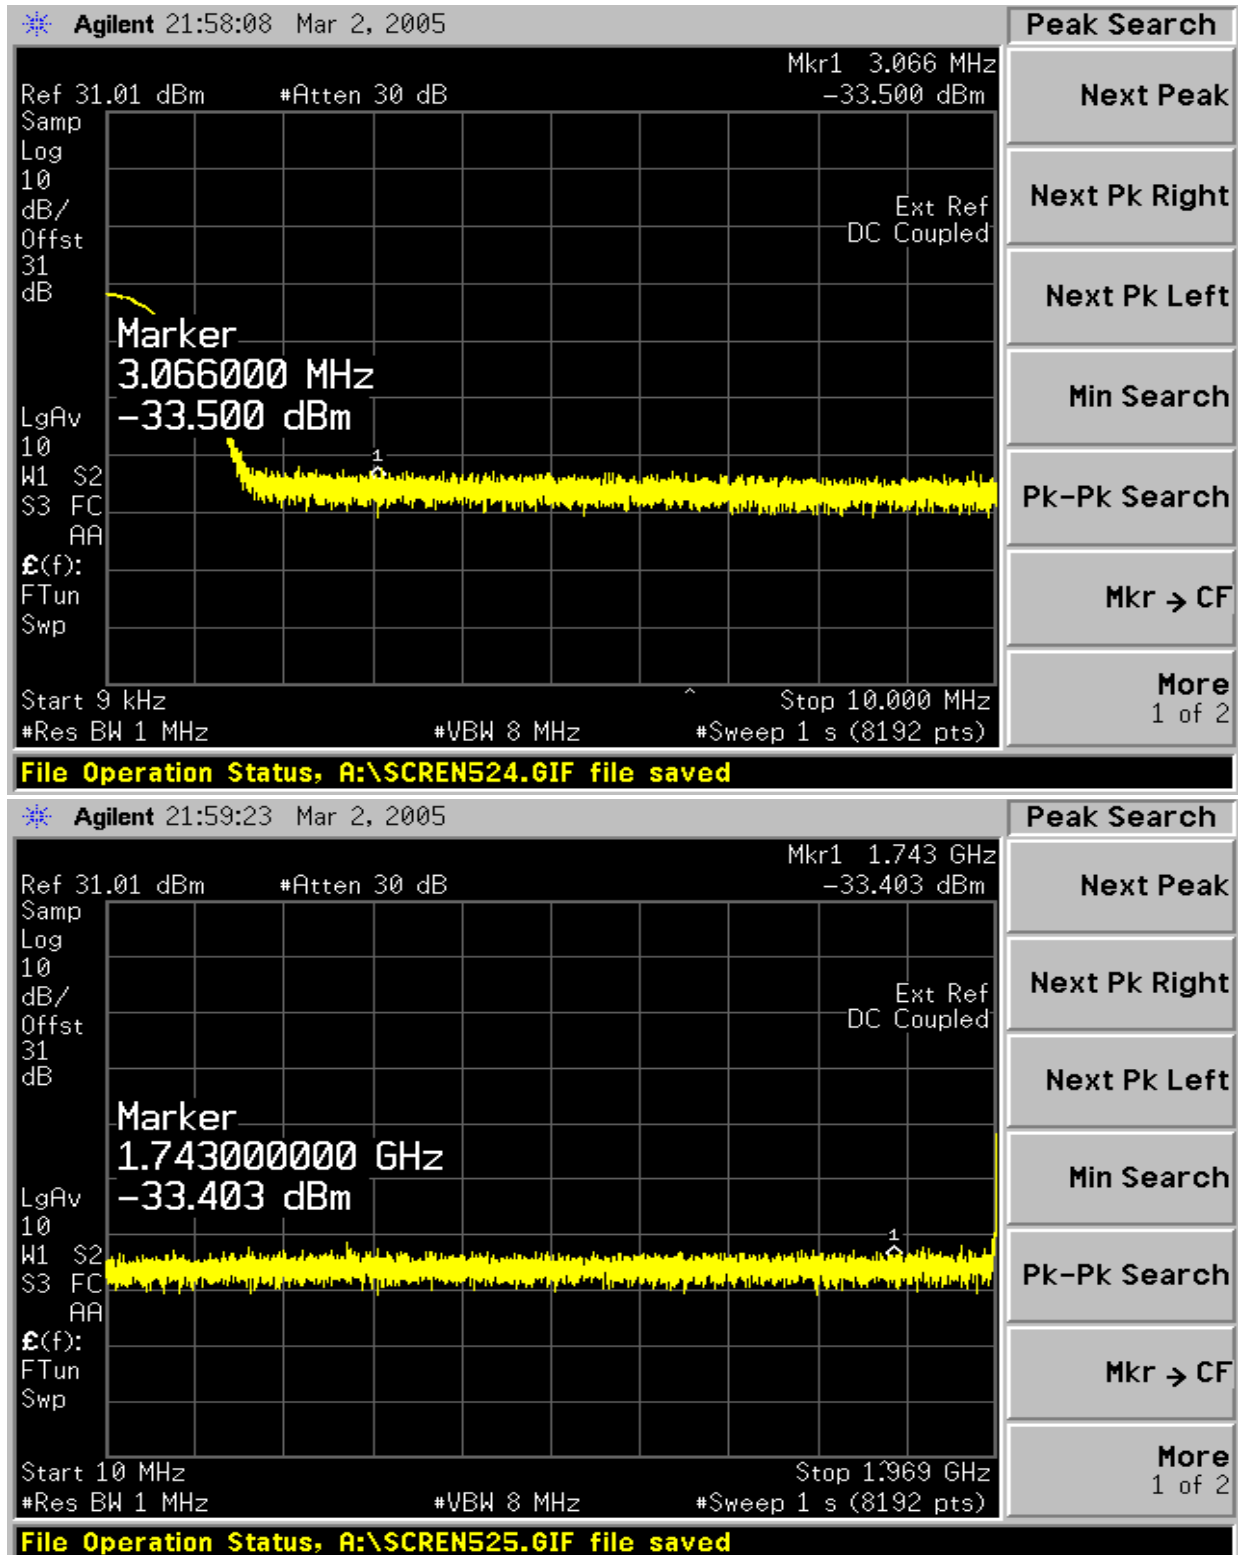 Agilent 21:58:08 Mar 2, 2005
Peak Search
Mkr1 3.066 MHz
Ref 31.01 dBm #Atten 30 dB −33.500 dBm
Samp
Log
10
dB/
Offst
31
dB
Ext Ref
DC Coupled
Marker
3.066000 MHz
−33.500 dBm
LgAv
10
W1 S2
S3 FC
AA
£(f):
FTun
Swp
1
Start 9 kHz Stop 10.000 MHz
#Res BW 1 MHz #VBW 8 MHz #Sweep 1 s (8192 pts)
Next Peak
Next Pk Right
Next Pk Left
Min Search
Pk−Pk Search
Mkr → CF
More
1 of 2
File Operation Status, A:\SCREN524.GIF file saved
Agilent 21:59:23 Mar 2, 2005
Peak Search
Mkr1 1.743 GHz
Ref 31.01 dBm #Atten 30 dB −33.403 dBm
Samp
Log
10
dB/
Offst
31
dB
Ext Ref
DC Coupled
Marker
1.743000000 GHz
−33.403 dBm
LgAv
10
W1 S2
S3 FC
AA
£(f):
FTun
Swp
1
Start 10 MHz Stop 1.969 GHz
#Res BW 1 MHz #VBW 8 MHz #Sweep 1 s (8192 pts)
Next Peak
Next Pk Right
Next Pk Left
Min Search
Pk−Pk Search
Mkr → CF
More
1 of 2
File Operation Status, A:\SCREN525.GIF file saved